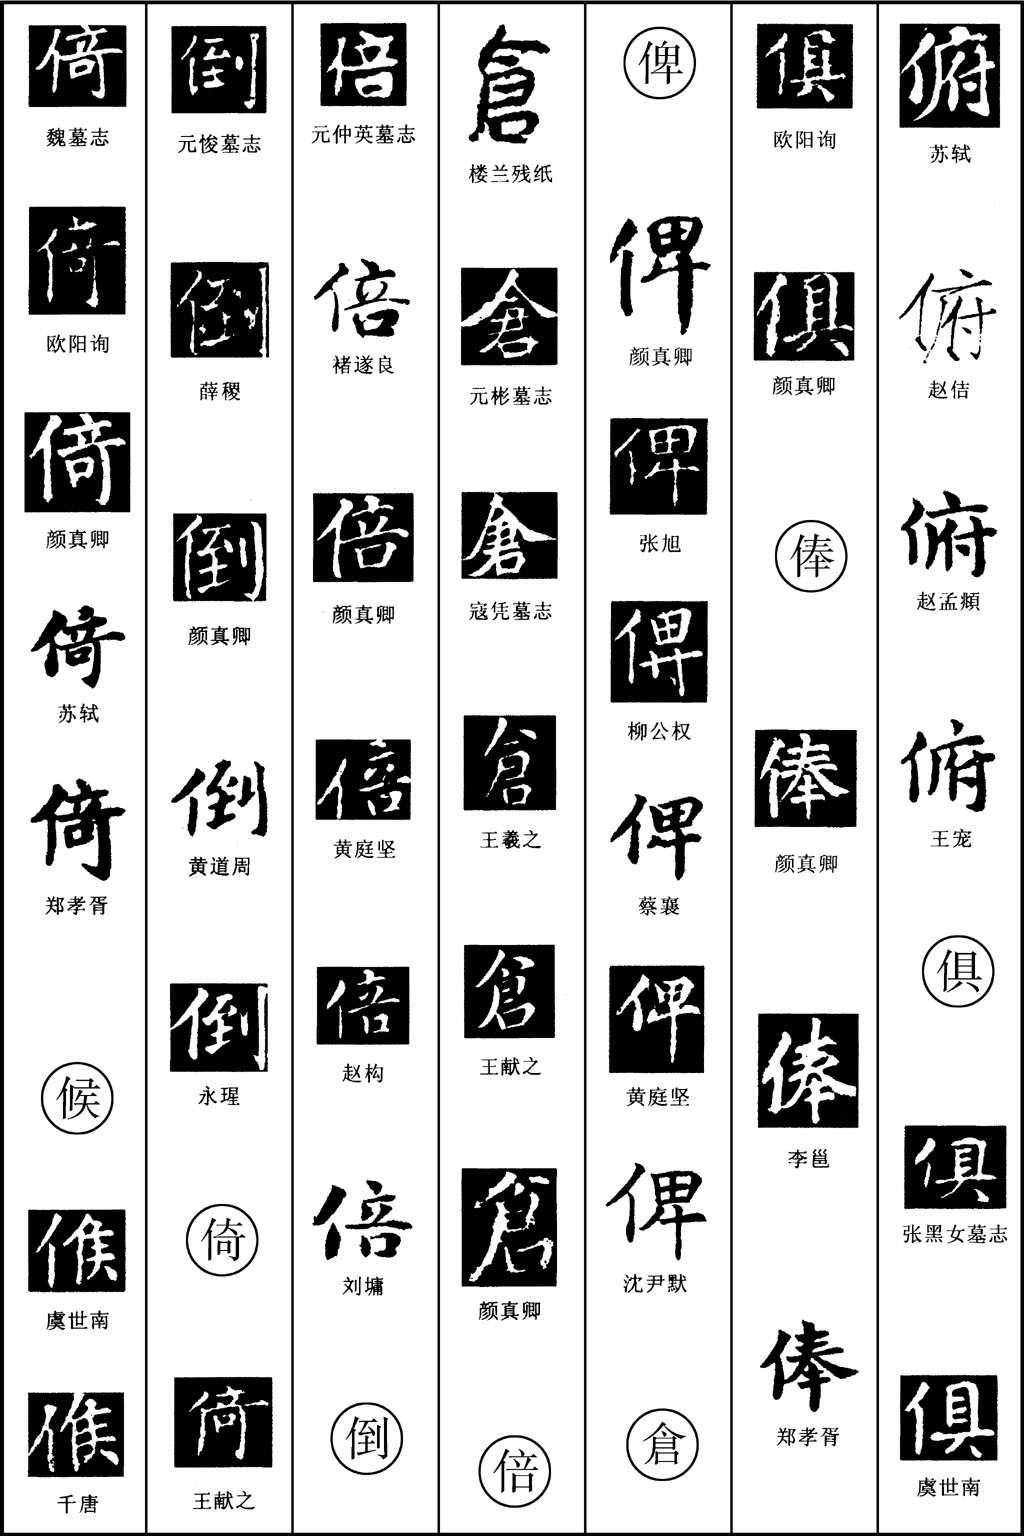 俯
苏轼
俯
赵佶
俯
赵孟頫
俯
王宠
俱
俱
张黑女墓志
俱
虞世南
俱
欧阳询
俱
颜真卿
俸
俸
颜真卿
俸
李邕
俸
郑孝胥
俾
俾
颜真卿
俾
张旭
俾
柳公权
俾
蔡襄
俾
黄庭坚
俾
沈尹默
倉
倉
楼兰残纸
倉
元彬墓志
倉
寇凭墓志
倉
王羲之
倉
王献之
倉
颜真卿
倍
倍
元仲英墓志
倍
褚遂良
倍
颜真卿
倍
黄庭坚
倍
赵构
倍
刘墉
倒
倒
元悛墓志
倒
薛稷
倒
颜真卿
倒
黄道周
倒
永瑆
倚
倚
王献之
倚
魏墓志
倚
欧阳询
倚
颜真卿
倚
苏轼
倚
郑孝胥
候
候
虞世南
候
千唐